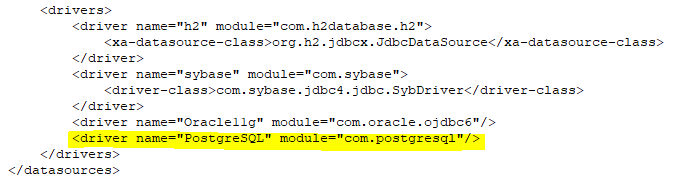 <drivers>
<driver name="h2" module="com.h2database.h2">
<xa-datasource-class>org.h2.jdbcx.JdbcDataSource</xa-datasource-class>
</driver>
<driver name="sybase" module="com.sybase">
<driver-class>com.sybase.jdbc4.jdbc.SybDriver</driver-class>
</driver>
<driver name="Oracle11g" module="com.oracle.ojdbc6"/>
<driver name="PostgreSQL" module="com.postgresql"/>
</drivers>
</datasources>